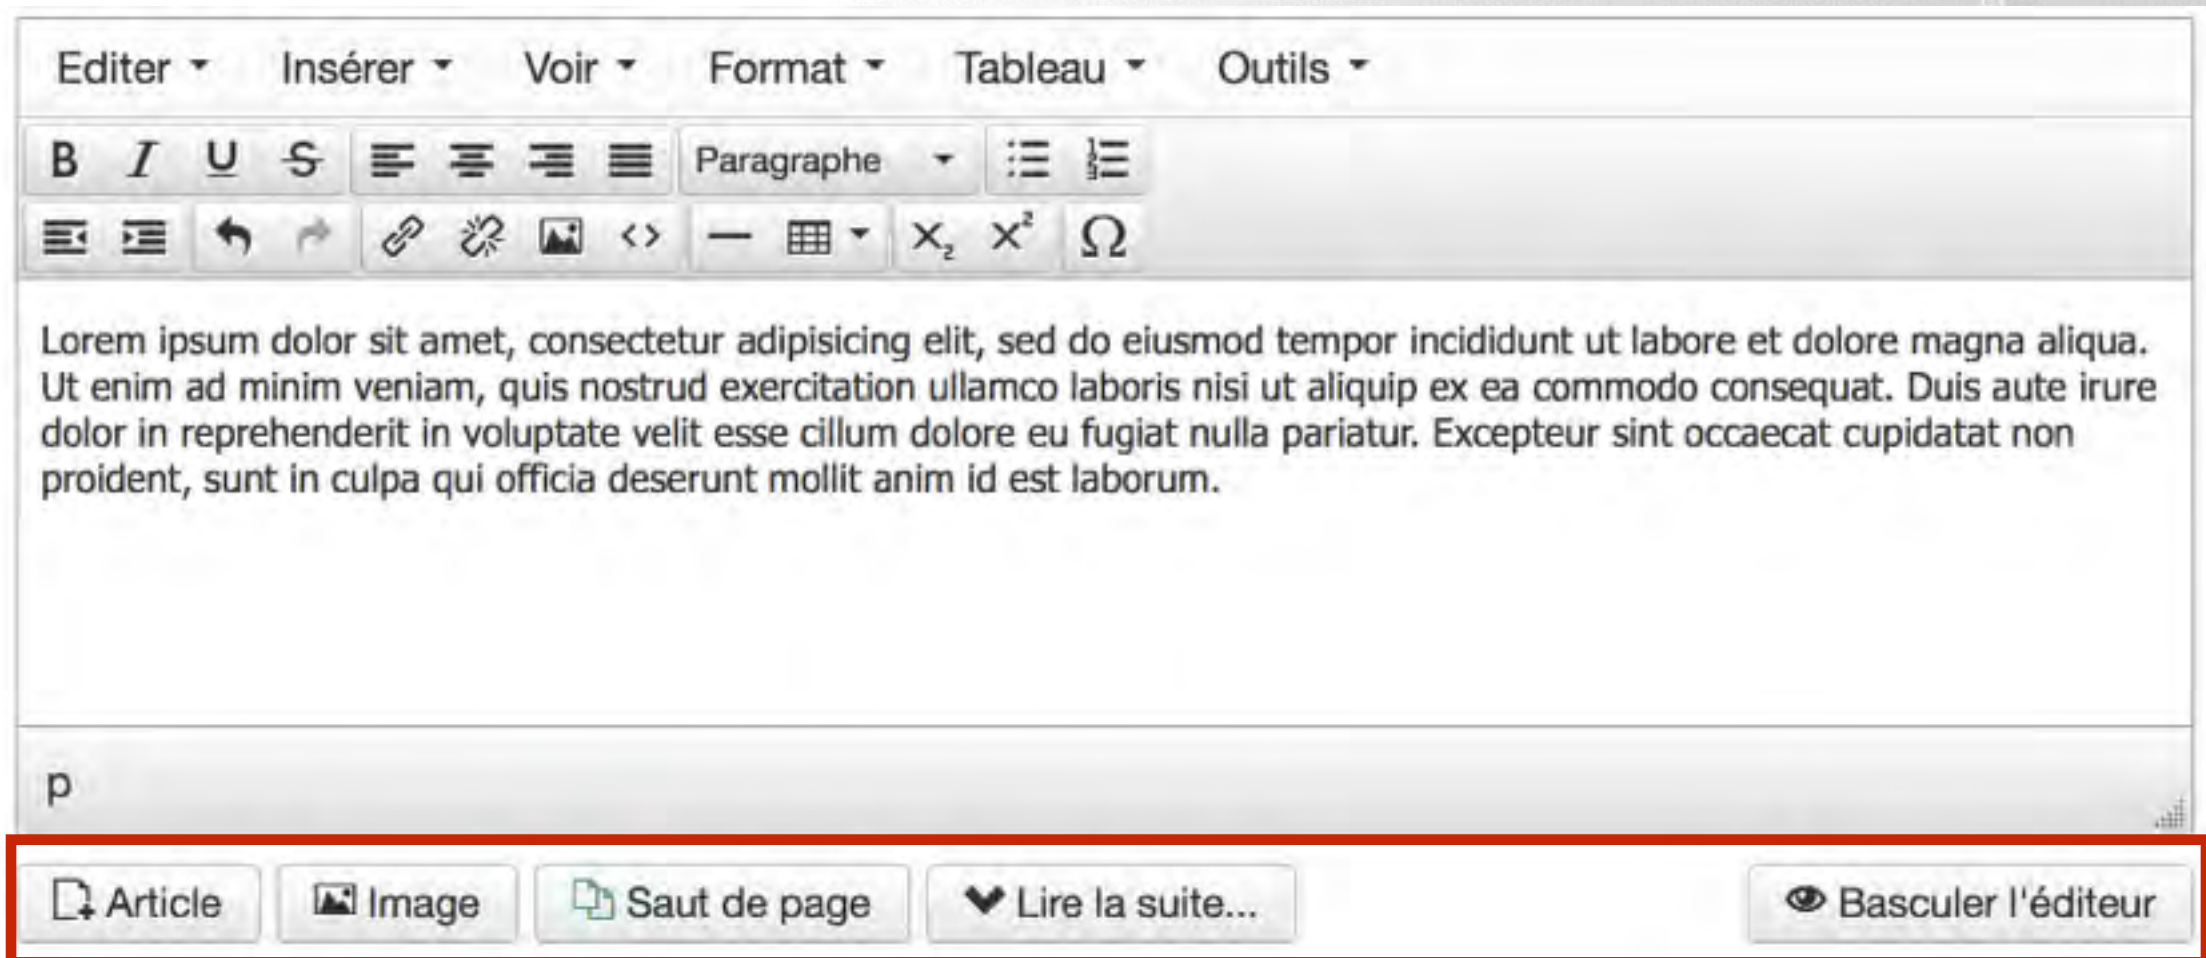 Editer Insérer Voir Format Tableau Outils
B I U S Paragraphe
X₂ X² Ω
Lorem ipsum dolor sit amet, consectetur adipisicing elit, sed do eiusmod tempor incididunt ut labore et dolore magna aliqua.
Ut enim ad minim veniam, quis nostrud exercitation ullamco laboris nisi ut aliquip ex ea commodo consequat. Duis aute irure
dolor in reprehenderit in voluptate velit esse cillum dolore eu fugiat nulla pariatur. Excepteur sint occaecat cupidatat non
proident, sunt in culpa qui officia deserunt mollit anim id est laborum.
p
Article Image Saut de page Lire la suite... Basculer l'éditeur